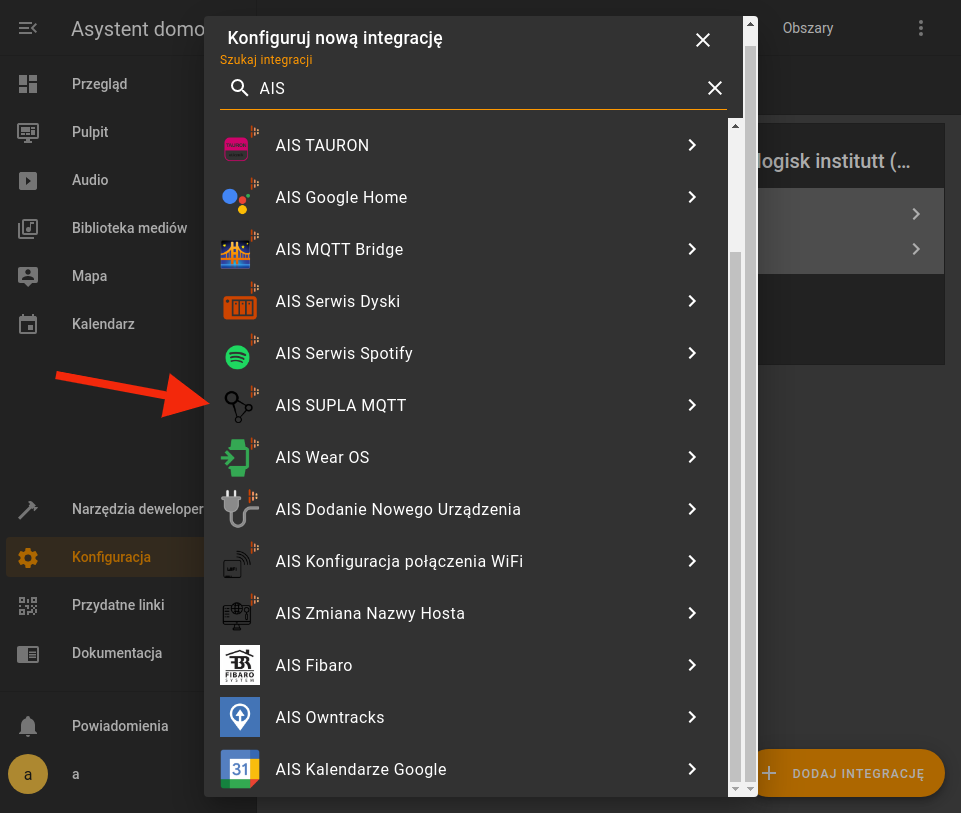 Asystent domo
Przegląd
Pulpit
Audio
Biblioteka mediów
Mapa
Kalendarz
Narzędzia deweloper
Konfiguracja
Przydatne linki
Dokumentacja
Powiadomienia
a
a
Konfiguruj nową integrację
Szukaj integracji
AIS
AIS TAURON
AIS Google Home
AIS MQTT Bridge
AIS Serwis Dyski
AIS Serwis Spotify
AIS SUPLA MQTT
AIS Wear OS
AIS Dodanie Nowego Urządzenia
AIS Konfiguracja połączenia WiFi
AIS Zmiana Nazwy Hosta
FIBARO
SYSTEM
AIS Fibaro
AIS Owntracks
31
AIS Kalendarze Google
Obszary
logisk institutt (...
DODAJ INTEGRACJĘ